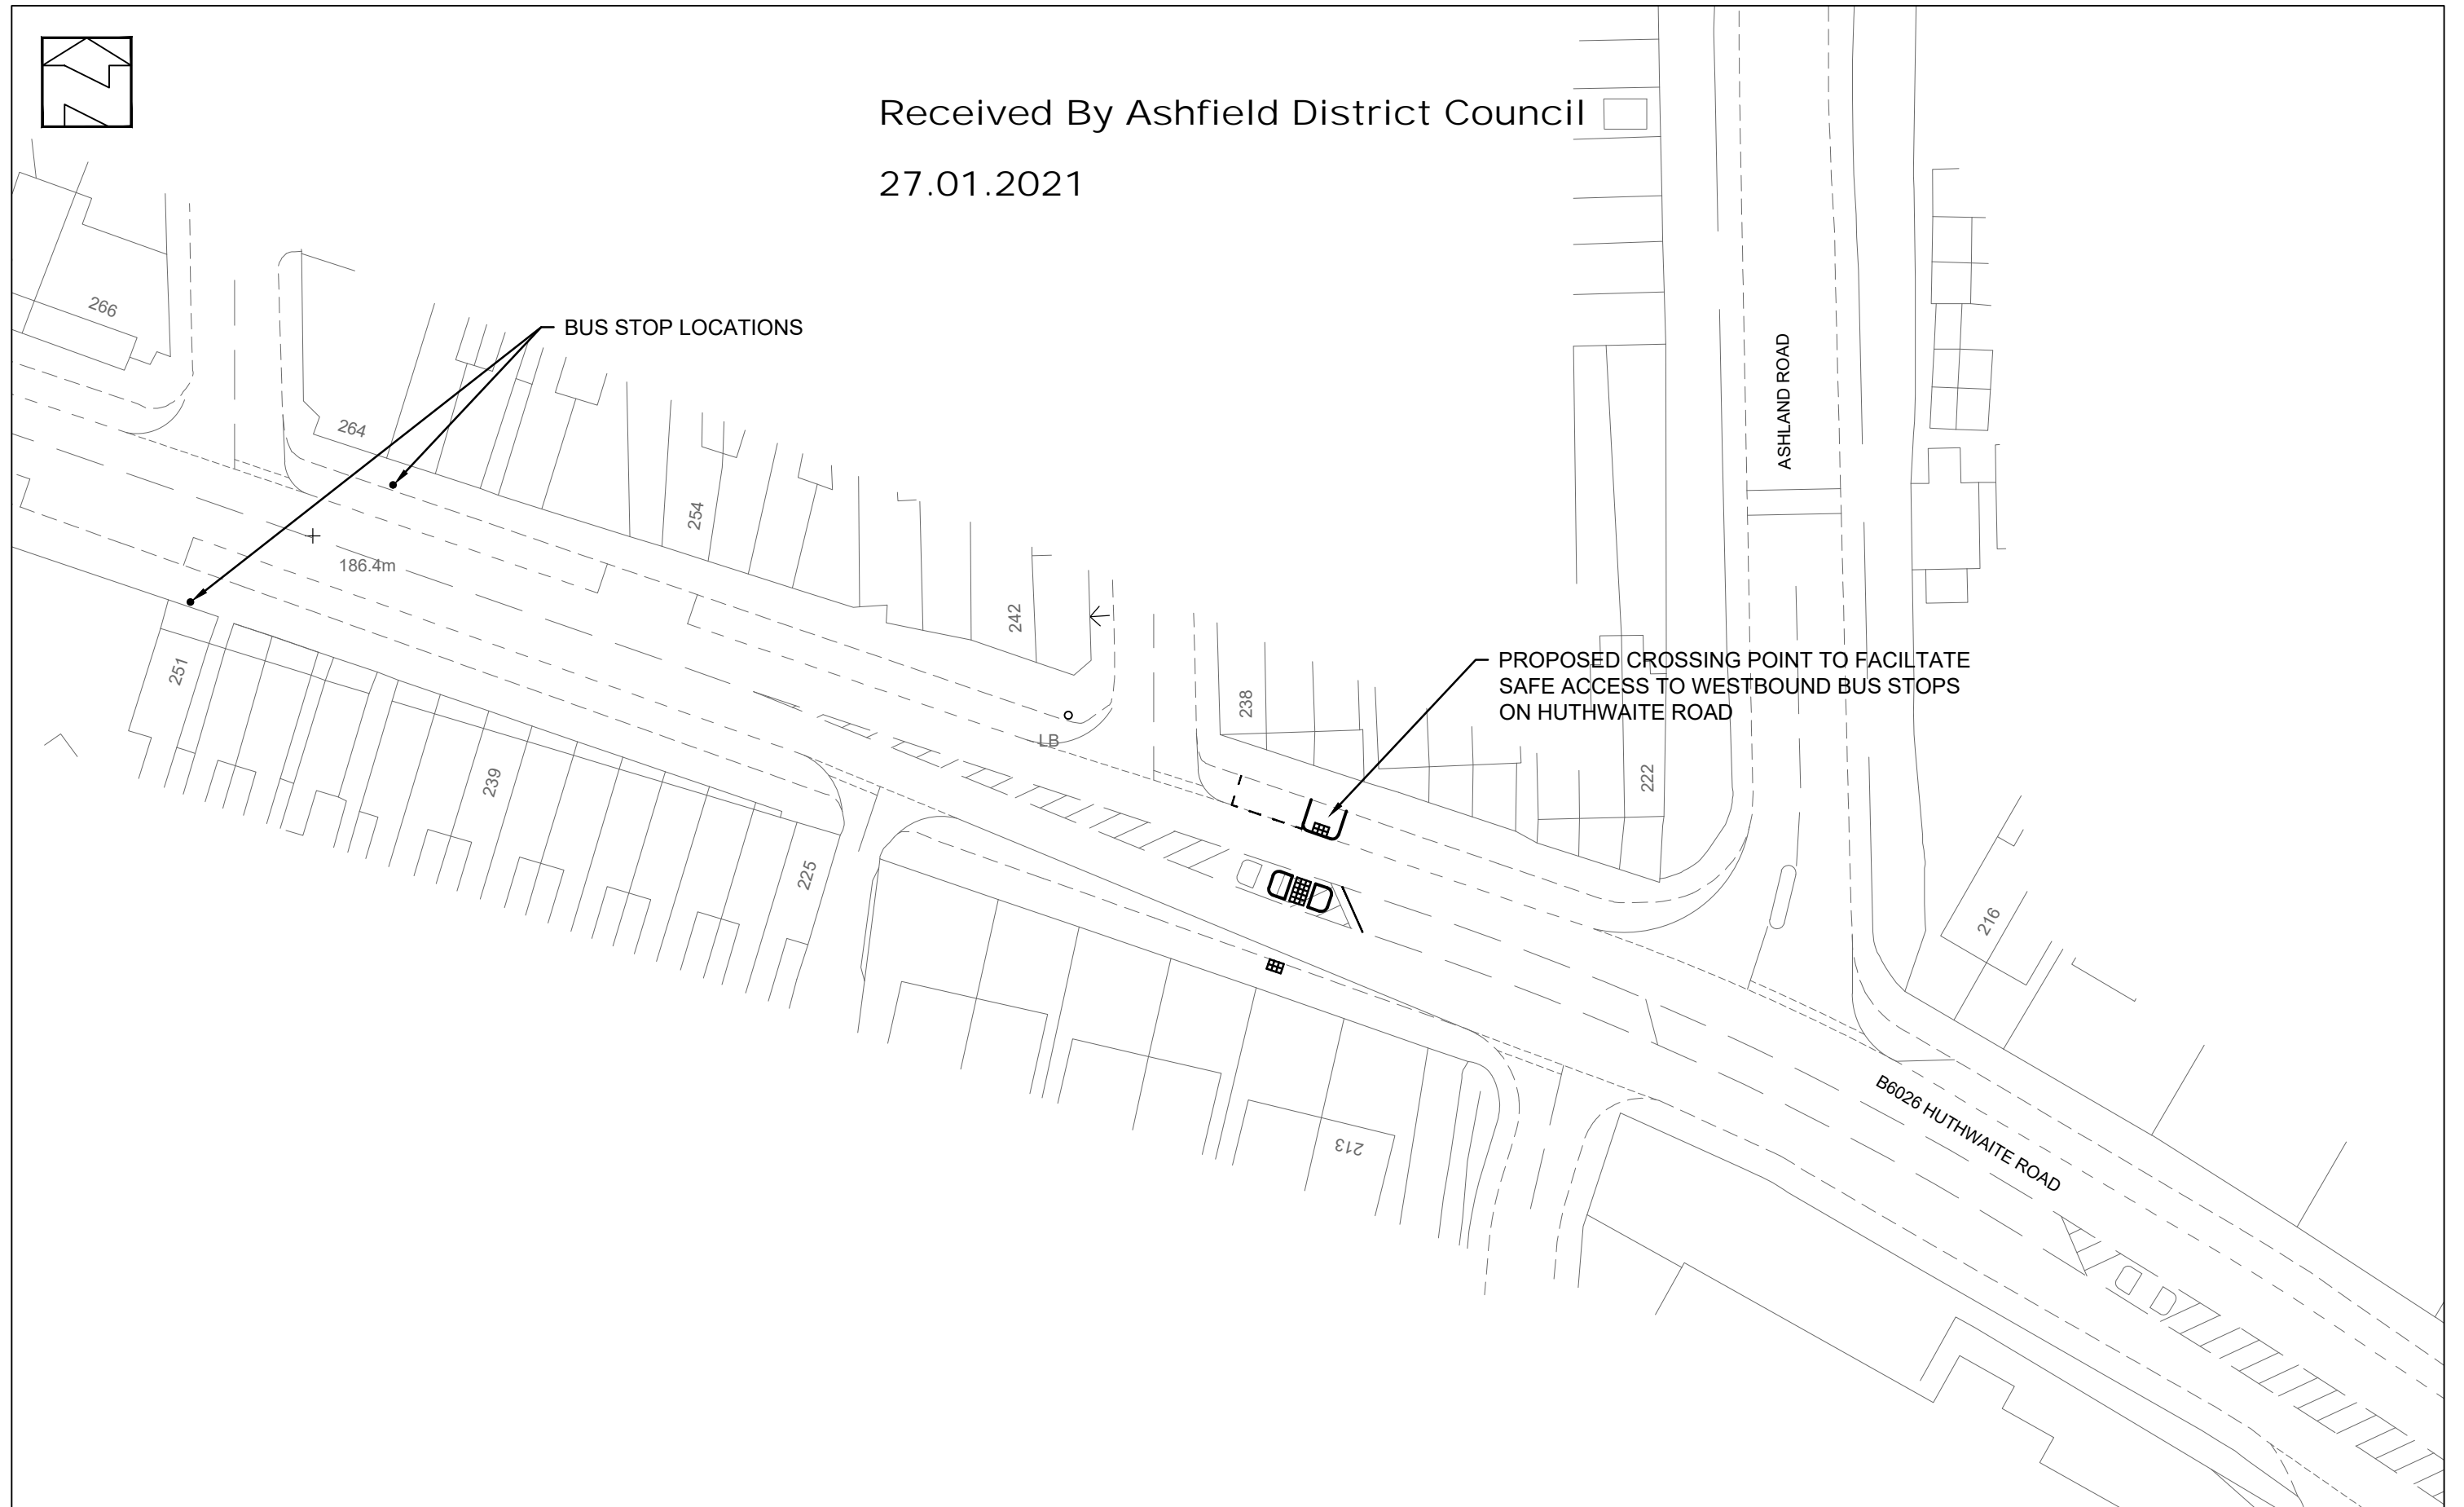 Received By Ashfield District Council
27.01.2021
266
BUS STOP LOCATIONS
264
254
186.4m
ASHLAND ROAD
242
251
238
PROPOSED CROSSING POINT TO FACILTATE
SAFE ACCESS TO WESTBOUND BUS STOPS
ON HUTHWAITE ROAD
LB
239
222
225
216
213
B6026 HUTHWAITE ROAD